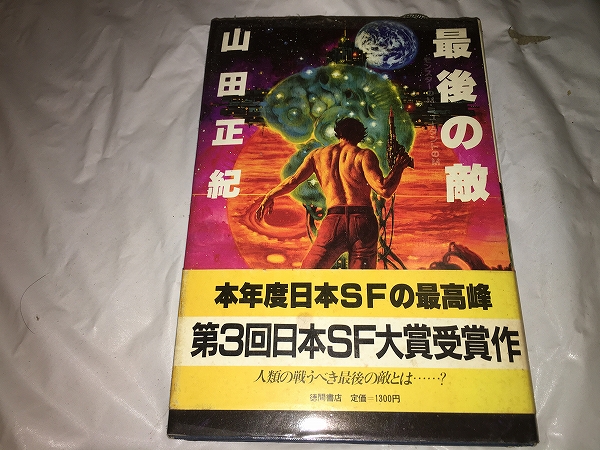 最後の敵
山田正紀
本年度日本SFの最高峰
第3回日本SF大賞受賞作
人類の戦うべき最後の敵とは……?
徳間書店 定価=1300円